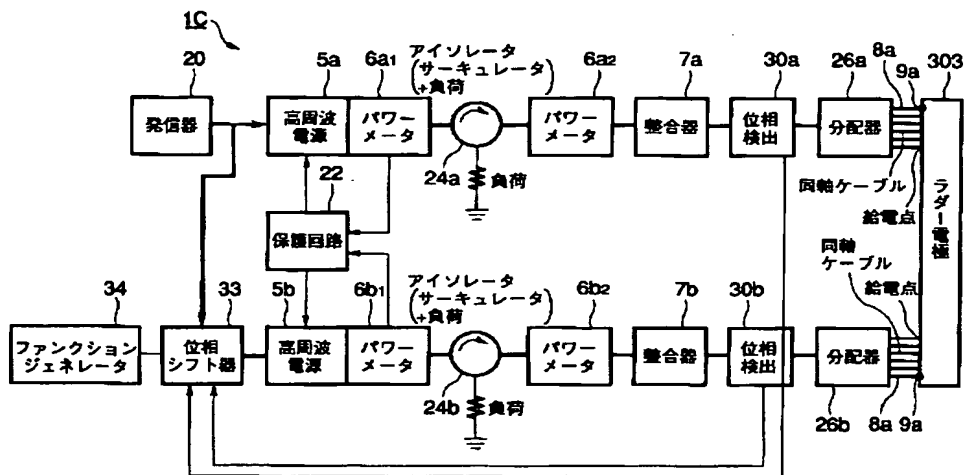 1C
20
5a
6a1
アイソレータ
(サーキュレータ)
+負荷
6a2
7a
30a
26a
8a
9a
303
発信器
高周波
電源
パワー
メータ
パワー
メータ
整合器
位相
検出
分配器
24a
負荷
同軸ケーブル
給電点
ラダー電極
22
保護回路
34
33
5b
6b1
アイソレータ
(サーキュレータ)
+負荷
6b2
7b
30b
同軸
ケーブル
給電点
ファンクション
ジェネレータ
位相
シフト器
高周波
電源
パワー
メータ
パワー
メータ
整合器
位相
検出
分配器
24b
負荷
26b
8a
9a